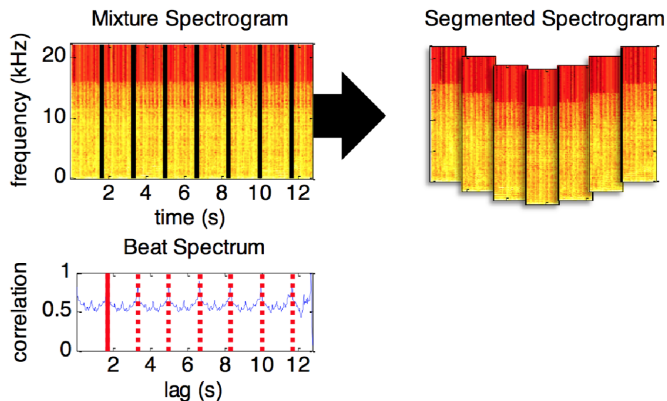 Mixture Spectrogram
frequency (kHz)
20
10
0
2 4 6 8 10 12
time (s)
Segmented Spectrogram
Beat Spectrum
correlation
1
0.5
0
2 4 6 8 10 12
lag (s)